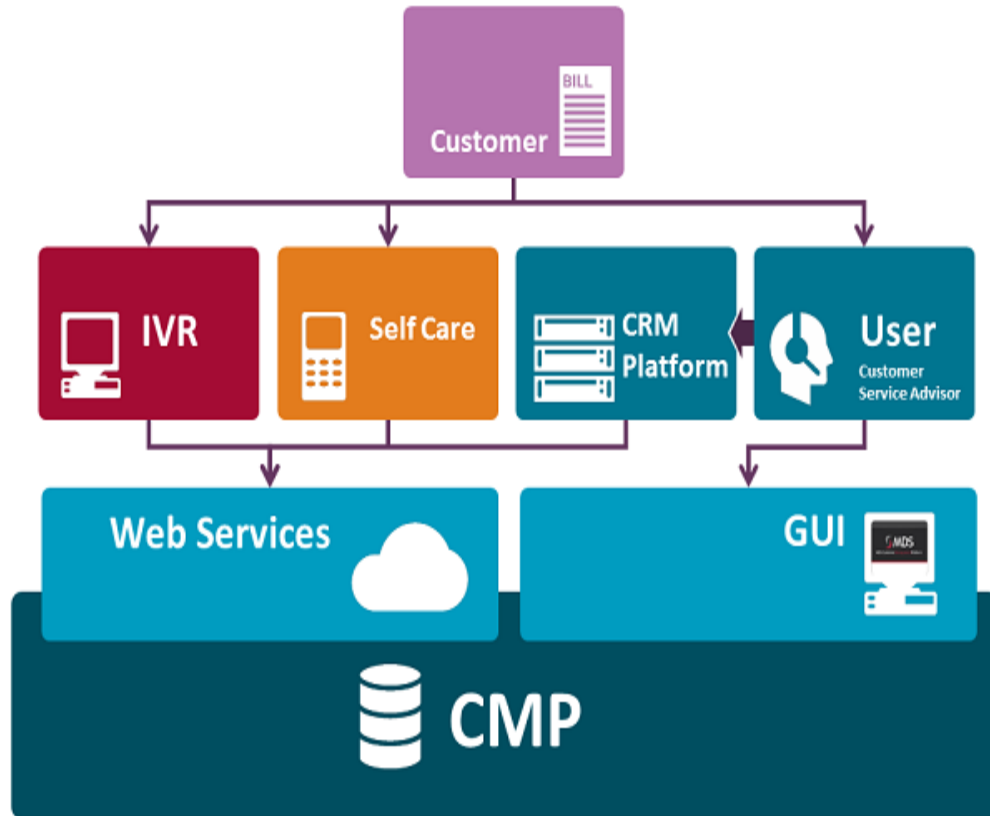 BILL
Customer
IVR
Self Care
CRM
Platform
User
Customer
Service Advisor
Web Services
GUI
MDS
CMP